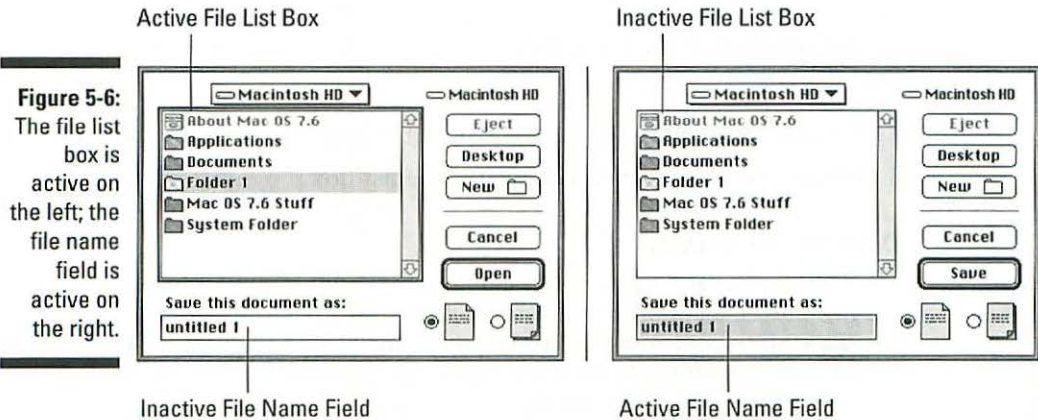 Active File List Box
Inactive File List Box
Figure 5-6:
The file list
box is
active on
the left; the
file name
field is
active on
the right.
Macintosh HD
Macintosh HD
About Mac OS 7.6
Applications
Documents
Folder 1
Mac OS 7.6 Stuff
System Folder
Eject
Desktop
New
Cancel
Open
Save this document as:
untitled 1
Macintosh HD
Macintosh HD
About Mac OS 7.6
Applications
Documents
Folder 1
Mac OS 7.6 Stuff
System Folder
Eject
Desktop
New
Cancel
Save
Save this document as:
untitled 1
Inactive File Name Field
Active File Name Field